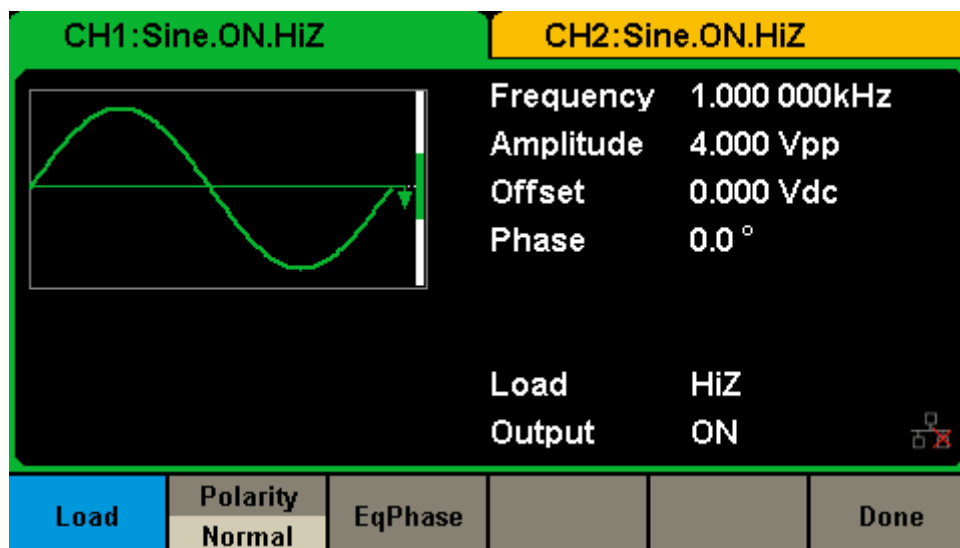 CH1:Sine.ON.HiZ CH2:Sine.ON.HiZ
Frequency 1.000 000kHz
Amplitude 4.000 Vpp
Offset 0.000 Vdc
Phase 0.0 °
Load HiZ
Output ON
Load Polarity EqPhase Done
Normal